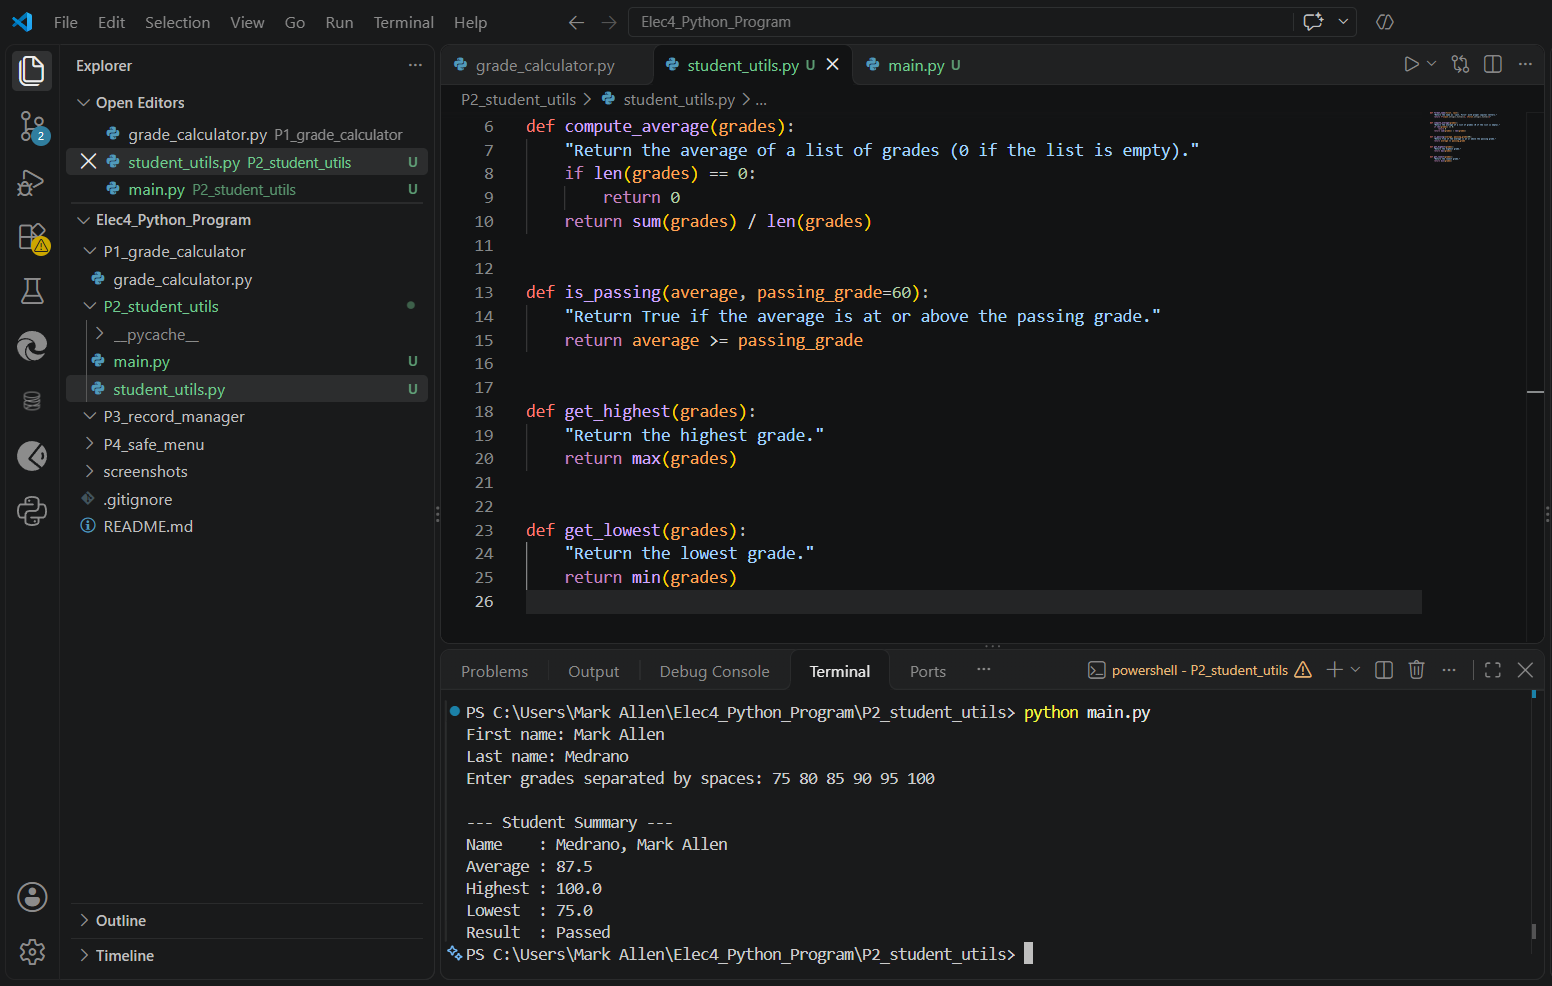 File Edit Selection View Go Run Terminal Help
Elec4_Python_Program
Explorer
Open Editors
grade_calculator.py P1_grade_calculator
student_utils.py P2_student_utils U
main.py P2_student_utils U
Elec4_Python_Program
P1_grade_calculator
grade_calculator.py
P2_student_utils
__pycache__
main.py U
student_utils.py U
P3_record_manager
P4_safe_menu
screenshots
.gitignore
README.md
Outline
Timeline
2
grade_calculator.py
student_utils.py U
main.py U
P2_student_utils > student_utils.py > ...
6 def compute_average(grades):
7 "Return the average of a list of grades (0 if the list is empty)."
8 if len(grades) == 0:
9 return 0
10 return sum(grades) / len(grades)
11
12
13 def is_passing(average, passing_grade=60):
14 "Return True if the average is at or above the passing grade."
15 return average >= passing_grade
16
17
18 def get_highest(grades):
19 "Return the highest grade."
20 return max(grades)
21
22
23 def get_lowest(grades):
24 "Return the lowest grade."
25 return min(grades)
26
Problems Output Debug Console Terminal Ports
powershell - P2_student_utils
PS C:\Users\Mark Allen\Elec4_Python_Program\P2_student_utils> python main.py
First name: Mark Allen
Last name: Medrano
Enter grades separated by spaces: 75 80 85 90 95 100
--- Student Summary ---
Name : Medrano, Mark Allen
Average : 87.5
Highest : 100.0
Lowest : 75.0
Result : Passed
PS C:\Users\Mark Allen\Elec4_Python_Program\P2_student_utils>